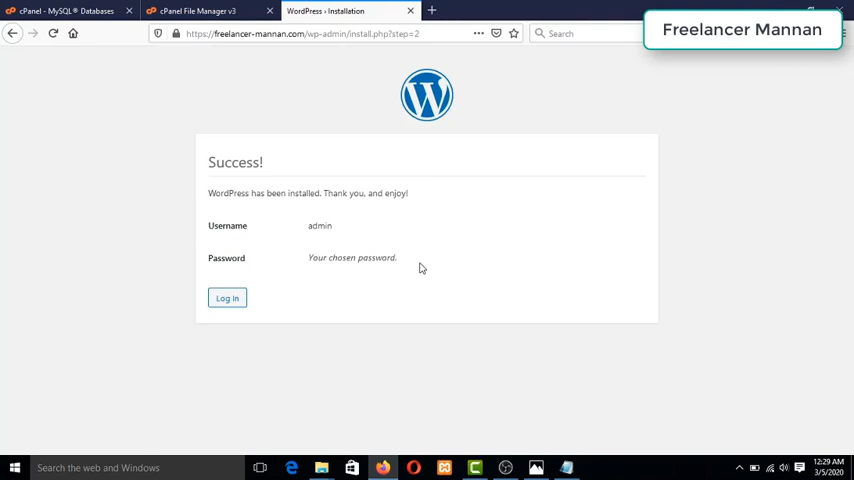 cPanel - MySQL® Databases
cPanel File Manager v3
WordPress › Installation
https://freelancer-mannan.com/wp-admin/install.php?step=2
Search
Freelancer Mannan
Success!
WordPress has been installed. Thank you, and enjoy!
Username admin
Password Your chosen password.
Log In
Search the web and Windows
12:29 AM
3/5/2020